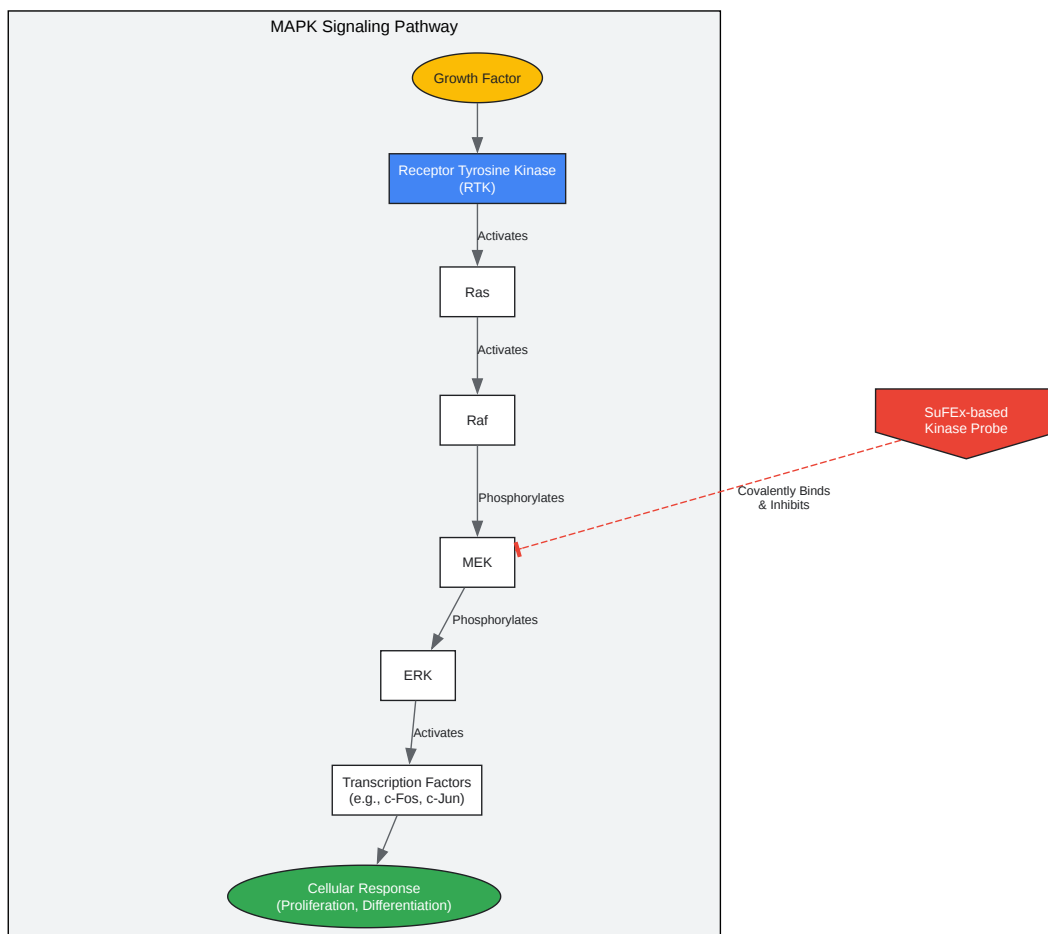 MAPK Signaling Pathway
Growth Factor
Receptor Tyrosine Kinase
(RTK)
Activates
Ras
Activates
Raf
SuFEx-based
Kinase Probe
Phosphorylates
Covalently Binds
& Inhibits
MEK
Phosphorylates
ERK
Activates
Transcription Factors
(e.g., c-Fos, c-Jun)
Cellular Response
(Proliferation, Differentiation)